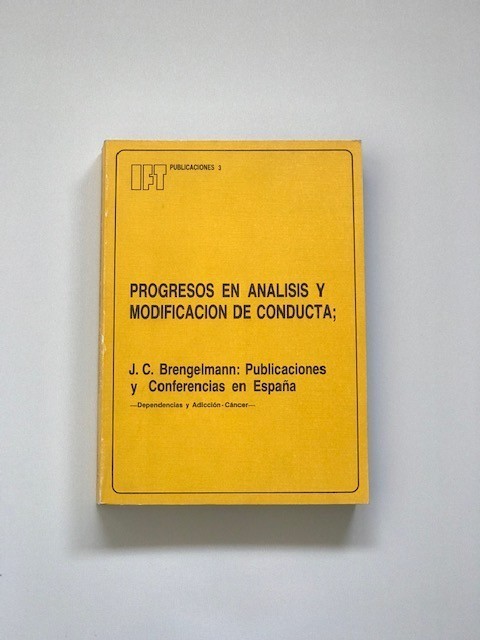 IFT PUBLICACIONES 3
PROGRESOS EN ANALISIS Y
MODIFICACION DE CONDUCTA;
J. C. Brengelmann: Publicaciones
y Conferencias en España
—Dependencias y Adicción-Cáncer—